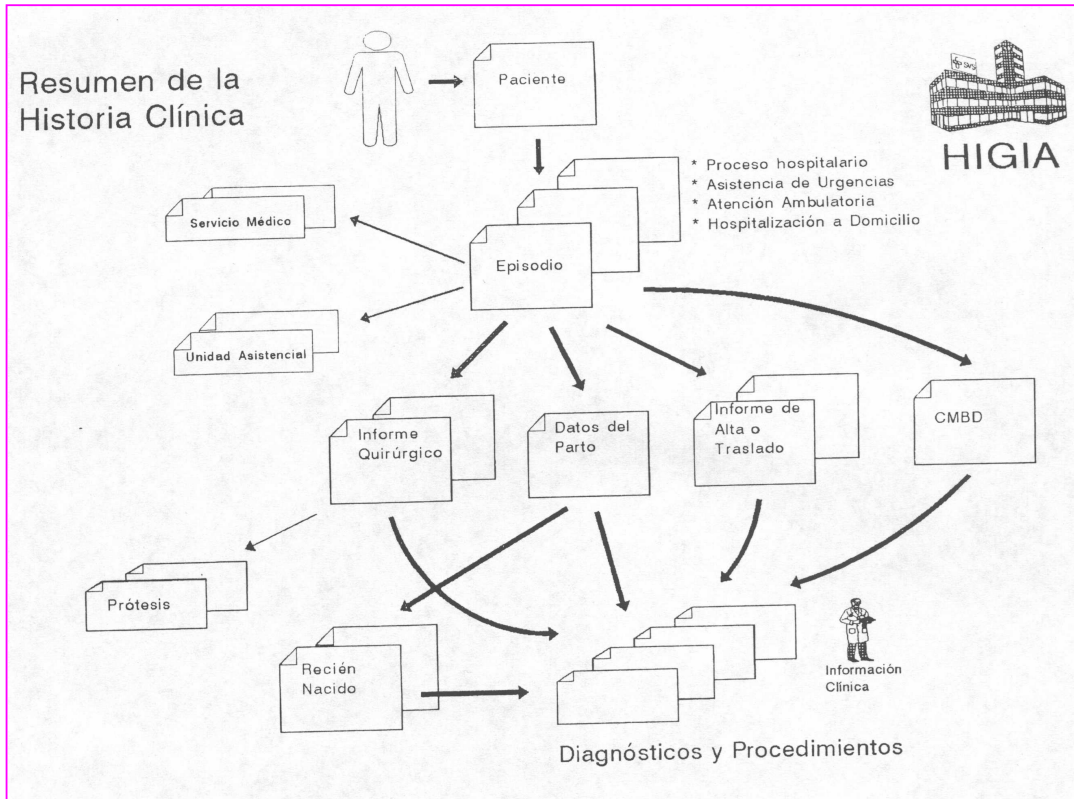 Resumen de la
Historia Clínica
Paciente
HIGIA
* Proceso hospitalario
* Asistencia de Urgencias
* Atención Ambulatoria
* Hospitalización a Domicilio
Servicio Médico
Episodio
Unidad Asistencial
Informe
Quirúrgico
Datos del
Parto
Informe de
Alta o
Traslado
CMBD
Prótesis
Recién
Nacido
Información
Clínica
Diagnósticos y Procedimientos